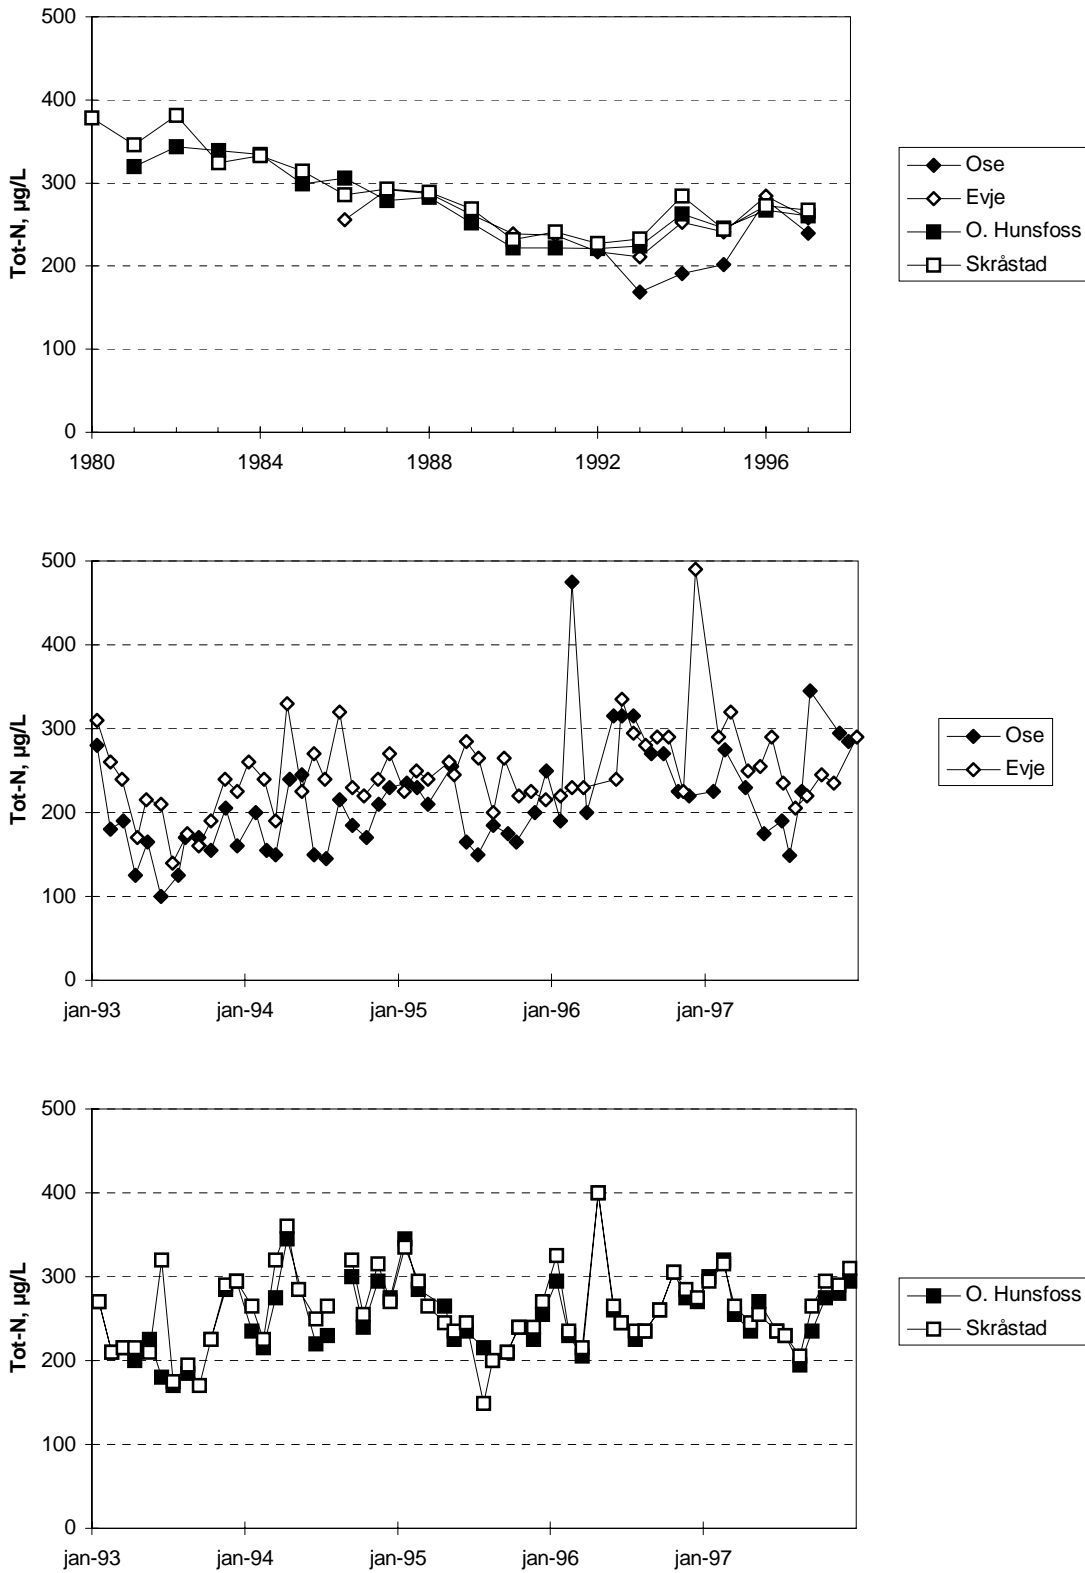 500
400
300
200
100
0
Tot-N, µg/L
1980
1984
1988
1992
1996
Ose
Evje
O. Hunsfoss
Skråstad
500
400
300
200
100
0
Tot-N, µg/L
jan-93
jan-94
jan-95
jan-96
jan-97
Ose
Evje
500
400
300
200
100
0
Tot-N, µg/L
jan-93
jan-94
jan-95
jan-96
jan-97
O. Hunsfoss
Skråstad